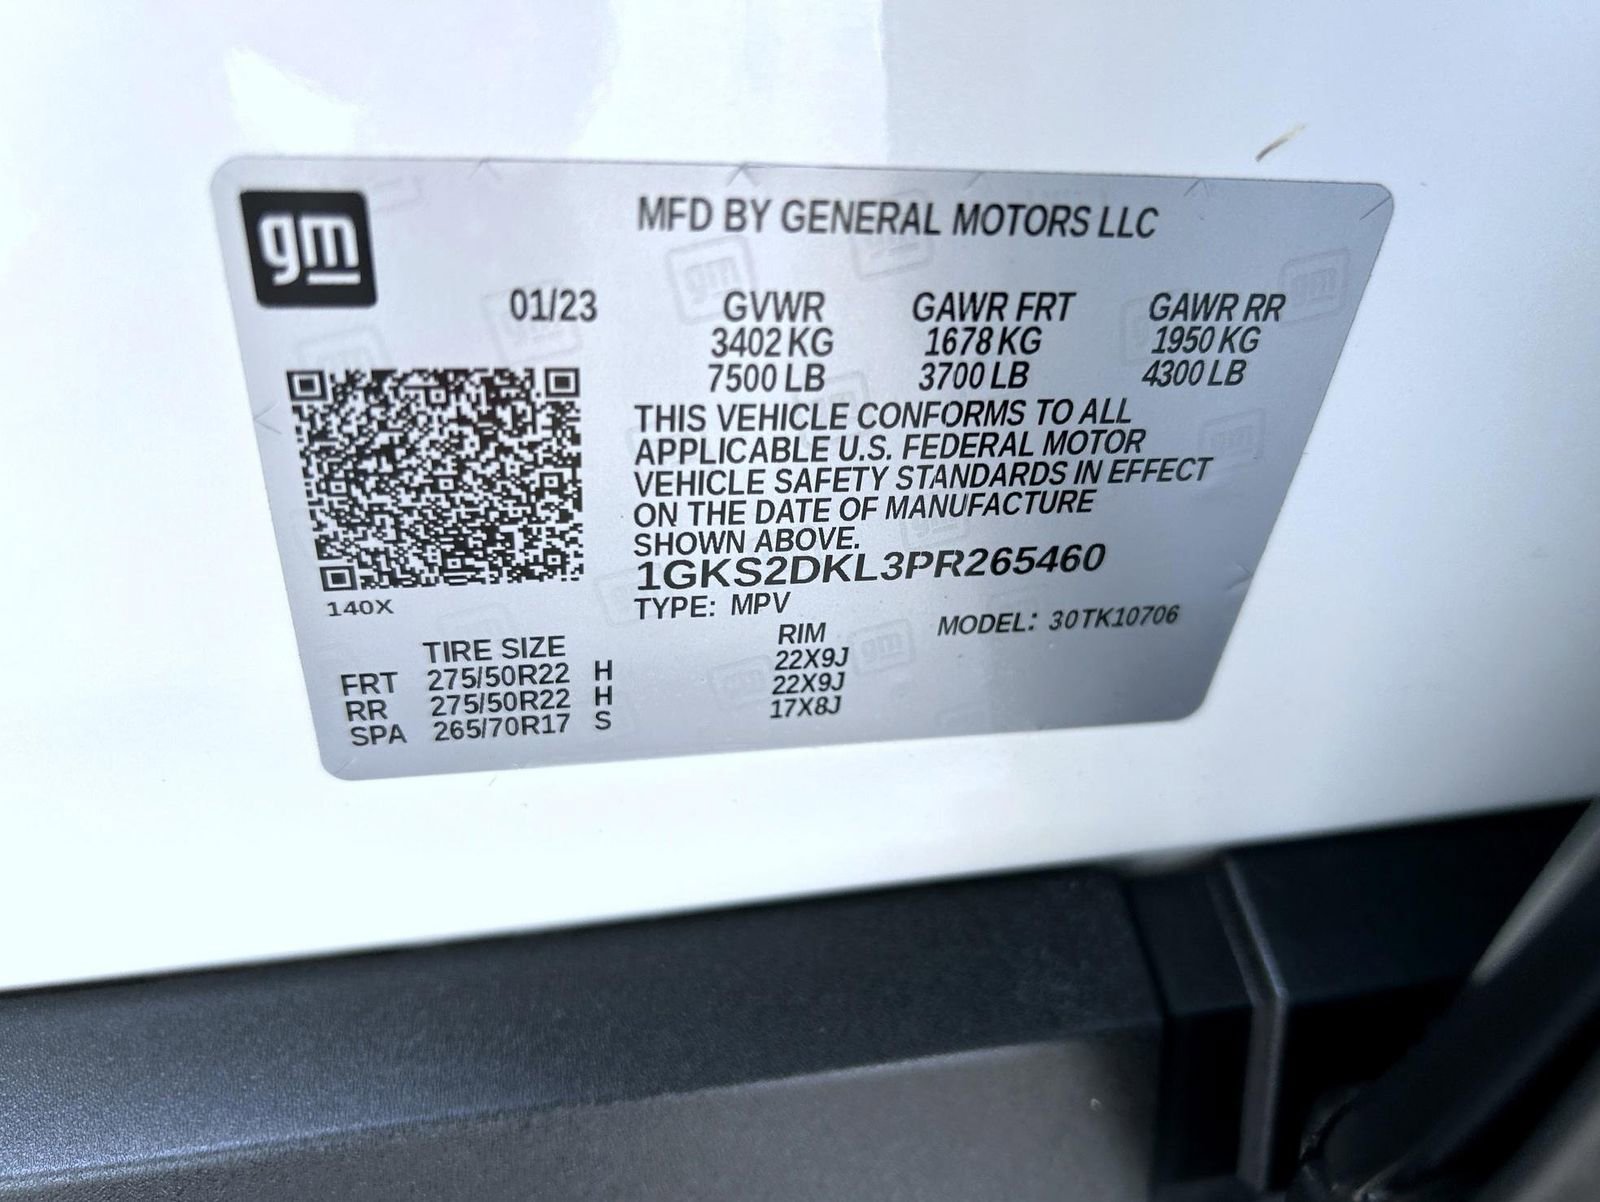 gm
MFD BY GENERAL MOTORS LLC
01/23 GVWR GAWR FRT GAWR RR
3402 KG 1678 KG 1950 KG
7500 LB 3700 LB 4300 LB
THIS VEHICLE CONFORMS TO ALL
APPLICABLE U.S. FEDERAL MOTOR
VEHICLE SAFETY STANDARDS IN EFFECT
ON THE DATE OF MANUFACTURE
SHOWN ABOVE.
1GKS2DKL3PR265460
140X
TYPE: MPV MODEL: 30TK10706
TIRE SIZE RIM
FRT 275/50R22 H 22X9J
RR 275/50R22 H 22X9J
SPA 265/70R17 S 17X8J